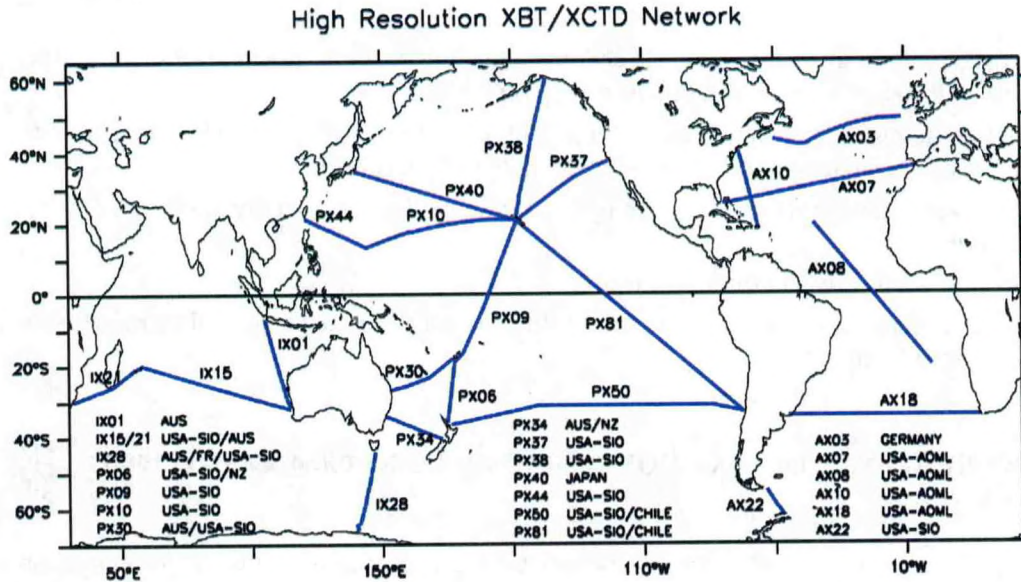 High Resolution XBT/XCTD Network
60°N
40°N
20°N
0°
20°S
40°S
60°S
50°E
150°E
110°W
10°W
PX38
PX37
PX40
PX44
PX10
AX03
AX10
AX07
AX08
PX09
PX81
IX01
IX21
IX15
PX30
PX06
PX50
AX18
PX34
IX28
AX22
IX01 AUS
IX15/21 USA-SIO/AUS
IX28 AUS/FR/USA-SIO
PX06 USA-SIO/NZ
PX09 USA-SIO
PX10 USA-SIO
PX30 AUS/USA-SIO
PX34 AUS/NZ
PX37 USA-SIO
PX38 USA-SIO
PX40 JAPAN
PX44 USA-SIO
PX50 USA-SIO/CHILE
PX81 USA-SIO/CHILE
AX03 GERMANY
AX07 USA-AOML
AX08 USA-AOML
AX10 USA-AOML
AX18 USA-AOML
AX22 USA-SIO